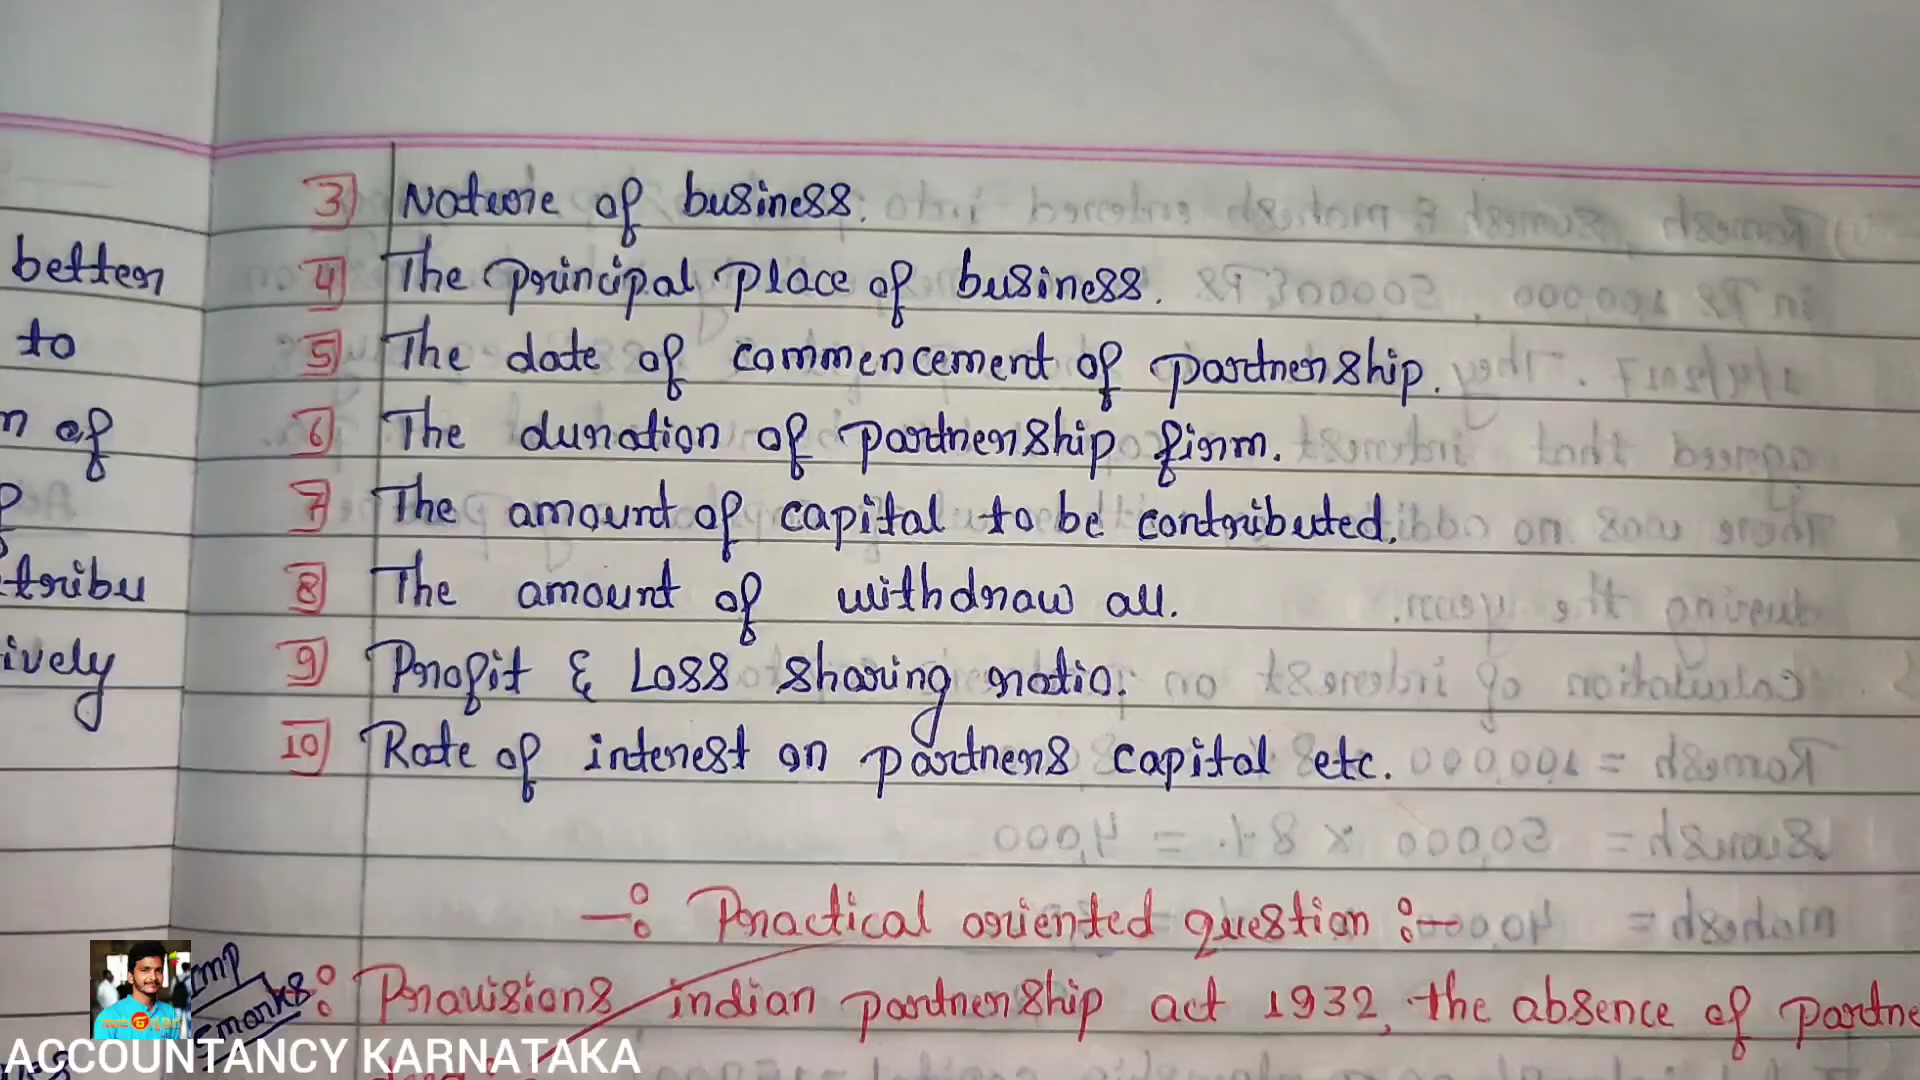 better
to
n of
tribu
ively
3 Nature of business.
4 The principal place of business.
5 The date of commencement of partnership.
6 The duration of partnership firm.
7 The amount of capital to be contributed.
8 The amount of withdraw all.
9 Profit & Loss sharing ratio.
10 Rate of interest on partners capital etc.
Practical oriented question
Imp
5 marks
Provisions indian partnership act 1932, the absence of partne
ACCOUNTANCY KARNATAKA